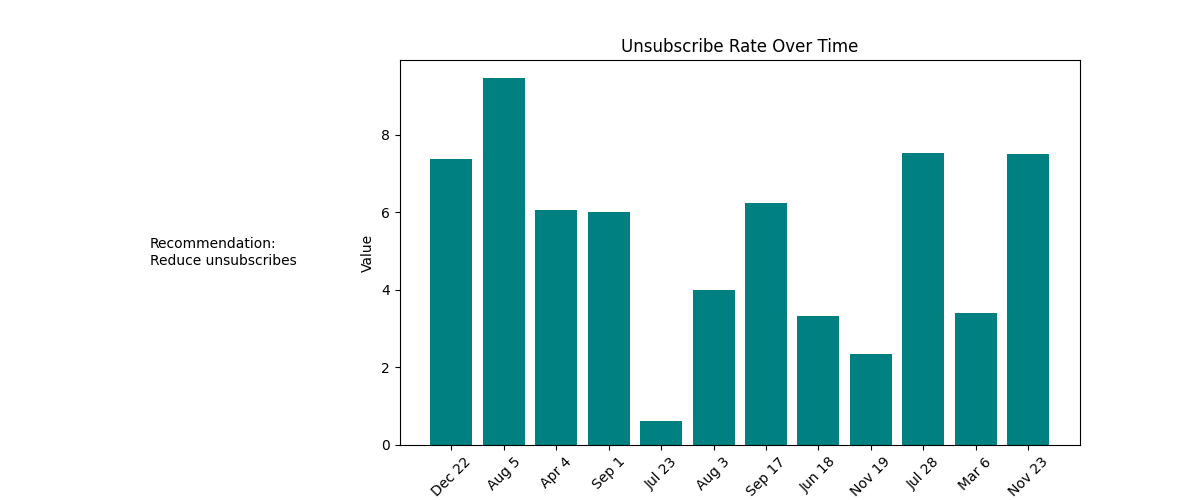 Unsubscribe Rate Over Time
Recommendation:
Reduce unsubscribes
Value
8
6
4
2
0
Dec 22
Aug 5
Apr 4
Sep 1
Jul 23
Aug 3
Sep 17
Jun 18
Nov 19
Jul 28
Mar 6
Nov 23